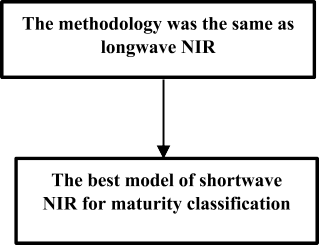 The methodology was the same as
longwave NIR
The best model of shortwave
NIR for maturity classification